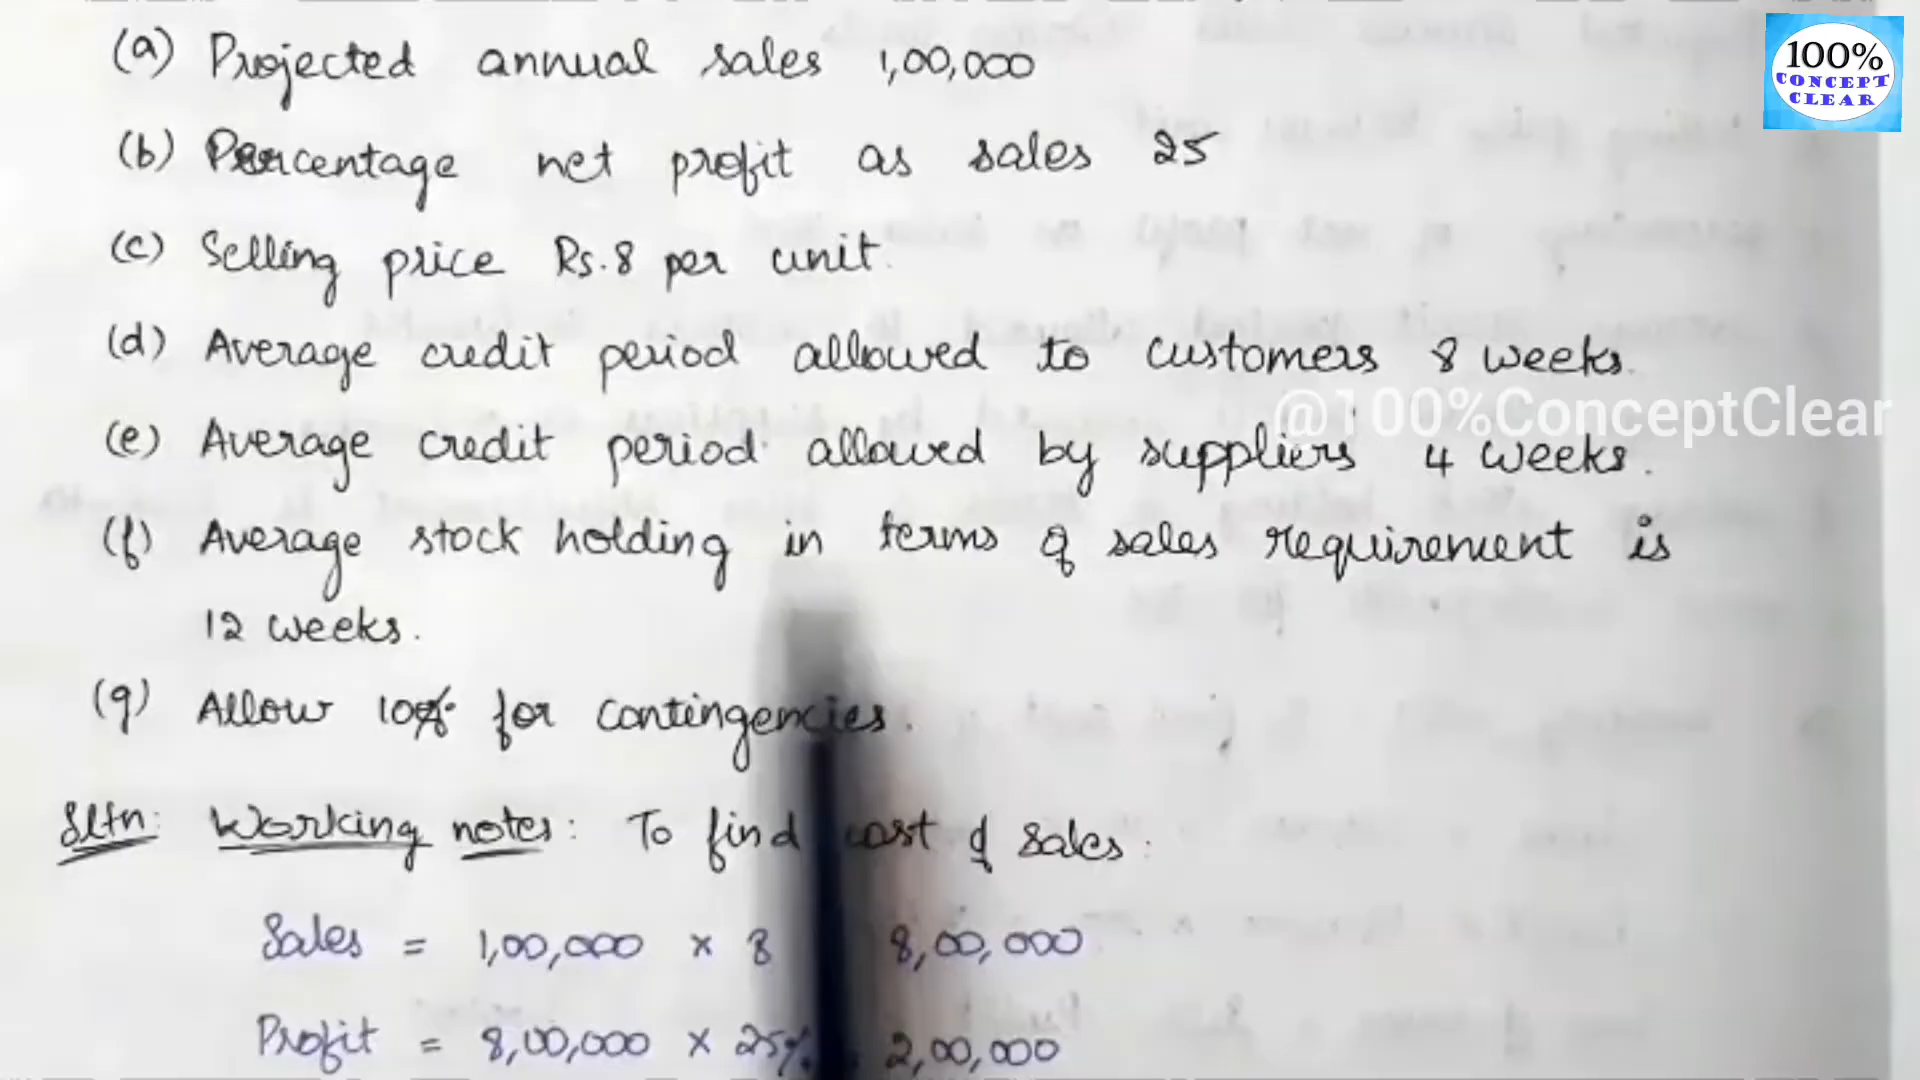 100%
CONCEPT
CLEAR
(a) Projected annual sales 1,00,000
(b) Percentage net profit as sales 25
(c) Selling price Rs.8 per unit.
(d) Average credit period allowed to customers 8 weeks.
@100%ConceptClear
(e) Average credit period allowed by suppliers 4 weeks.
(f) Average stock holding in terms of sales requirement is
12 weeks.
(g) Allow 10% for contingencies.
Sltn: Working notes: To find cost of sales:
Sales = 1,00,000 x 8 8,00,000
Profit = 8,00,000 x 25% 2,00,000